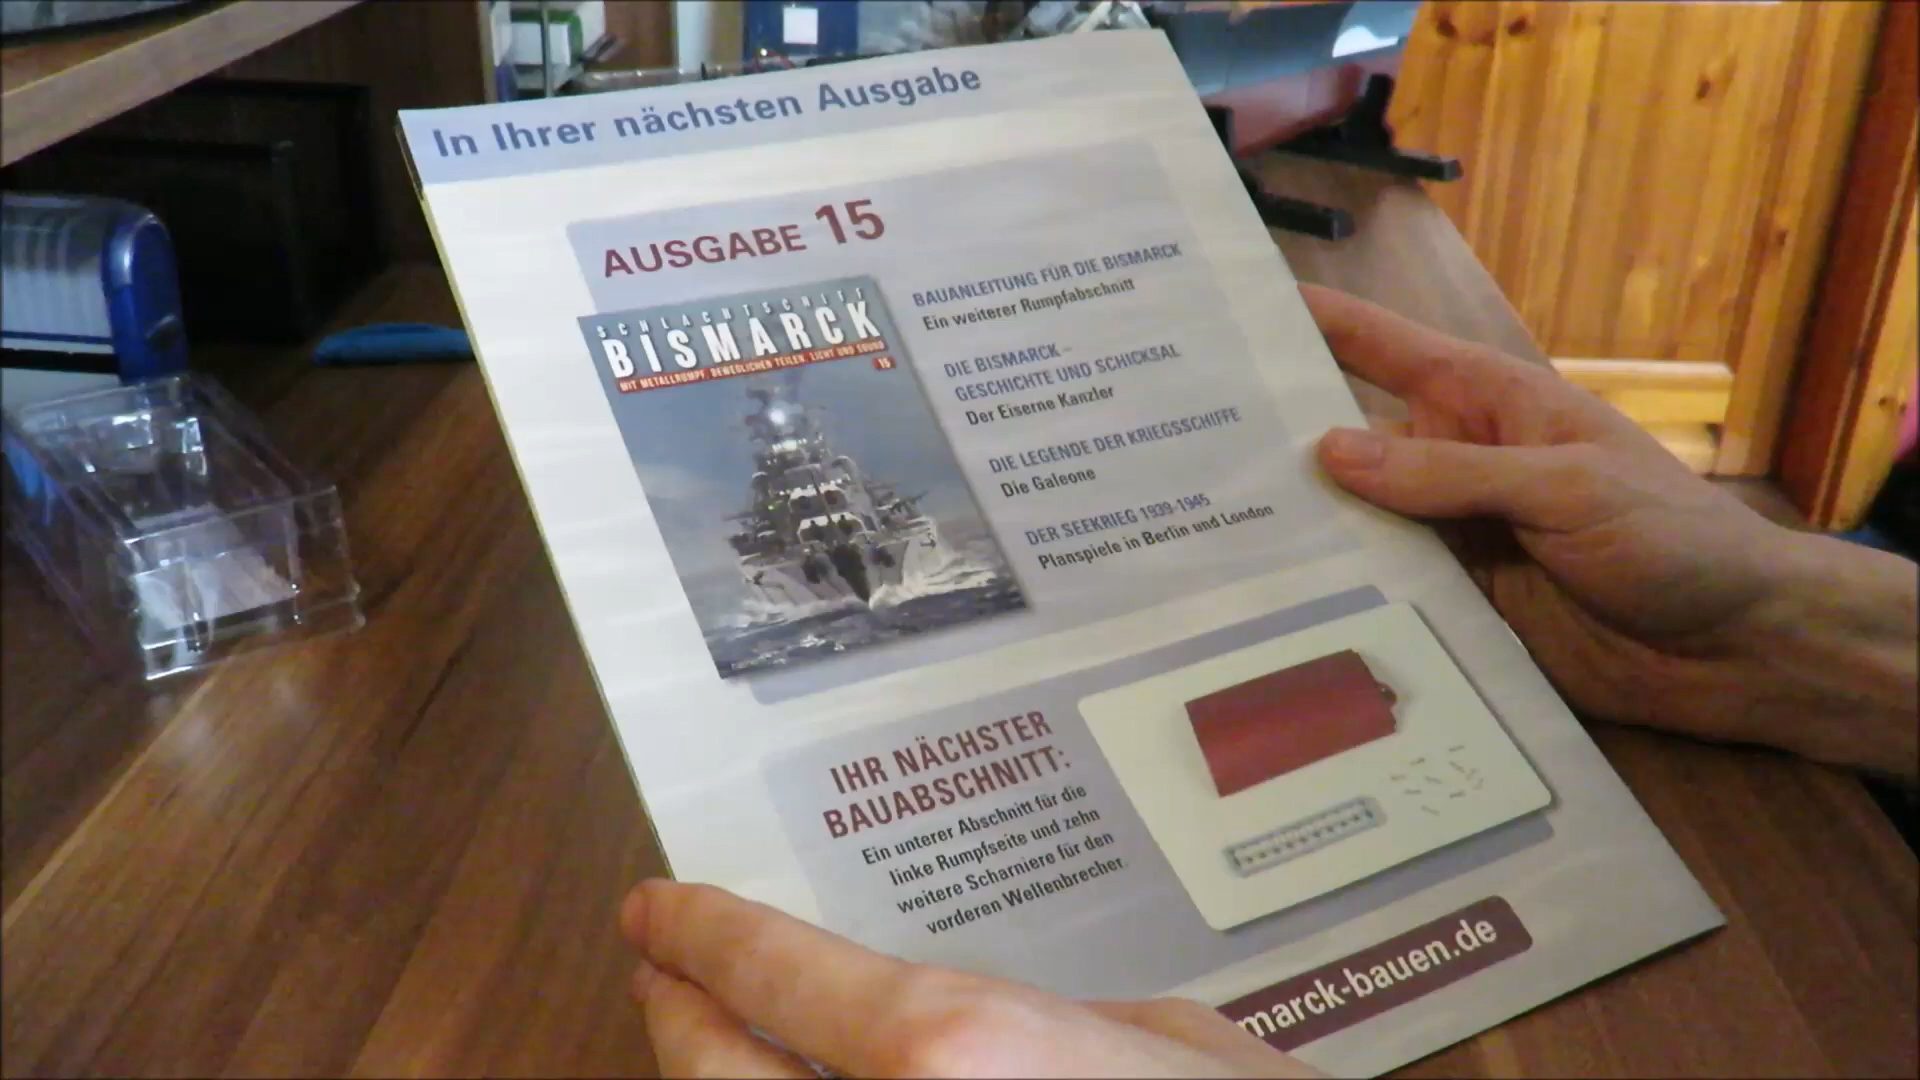 In Ihrer nächsten Ausgabe
AUSGABE 15
SCHLACHTSCHIFF
BISMARCK
MIT METALLRUMPF, BEWEGLICHEN TEILEN, LICHT UND SOUND
15
BAUANLEITUNG FÜR DIE BISMARCK
Ein weiterer Rumpfabschnitt
DIE BISMARCK –
GESCHICHTE UND SCHICKSAL
Der Eiserne Kanzler
DIE LEGENDE DER KRIEGSSCHIFFE
Die Galeone
DER SEEKRIEG 1939-1945
Planspiele in Berlin und London
IHR NÄCHSTER
BAUABSCHNITT:
Ein unterer Abschnitt für die
linke Rumpfseite und zehn
weitere Scharniere für den
vorderen Wellenbrecher.
marck-bauen.de